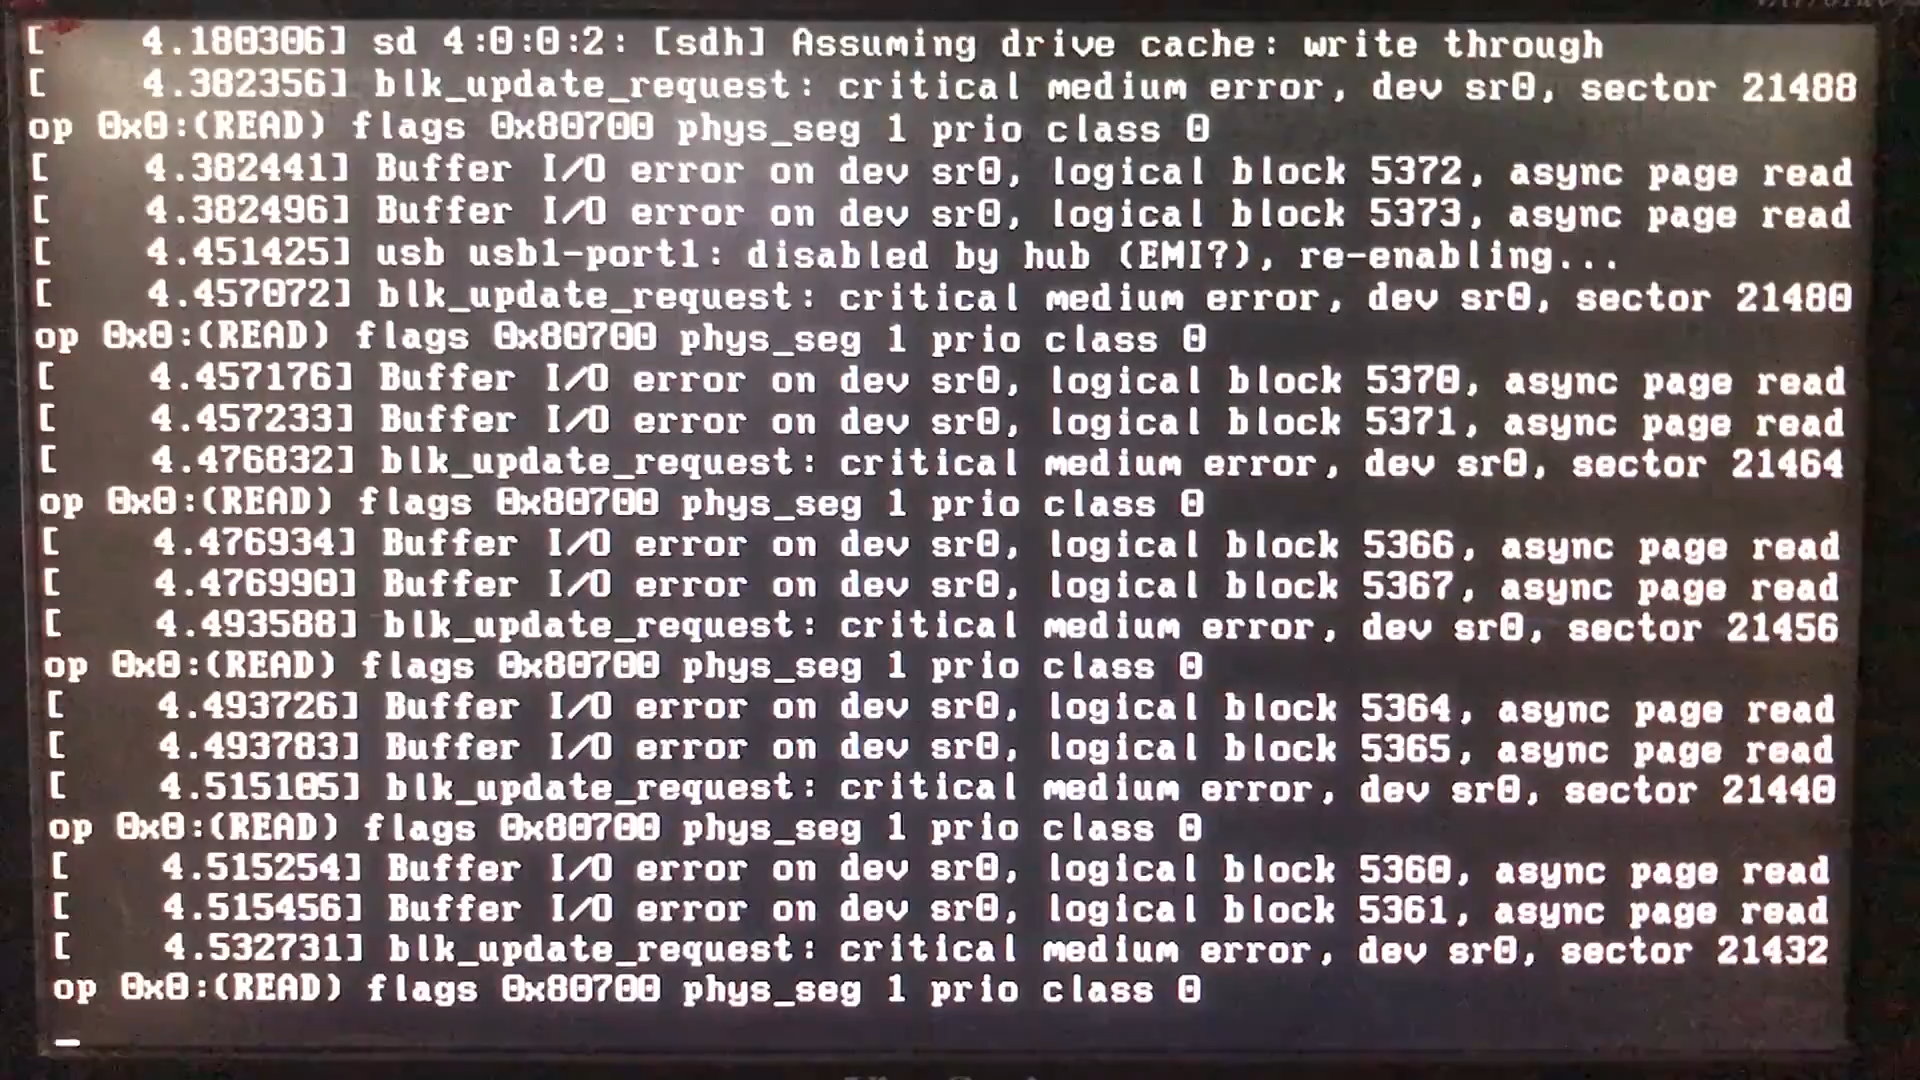 [    4.180306] sd 4:0:0:2: [sdh] Assuming drive cache: write through
[    4.382356] blk_update_request: critical medium error, dev sr0, sector 21488
op 0x0:(READ) flags 0x80700 phys_seg 1 prio class 0
[    4.382441] Buffer I/O error on dev sr0, logical block 5372, async page read
[    4.382496] Buffer I/O error on dev sr0, logical block 5373, async page read
[    4.451425] usb usb1-port1: disabled by hub (EMI?), re-enabling...
[    4.457072] blk_update_request: critical medium error, dev sr0, sector 21480
op 0x0:(READ) flags 0x80700 phys_seg 1 prio class 0
[    4.457176] Buffer I/O error on dev sr0, logical block 5370, async page read
[    4.457233] Buffer I/O error on dev sr0, logical block 5371, async page read
[    4.476832] blk_update_request: critical medium error, dev sr0, sector 21464
op 0x0:(READ) flags 0x80700 phys_seg 1 prio class 0
[    4.476934] Buffer I/O error on dev sr0, logical block 5366, async page read
[    4.476990] Buffer I/O error on dev sr0, logical block 5367, async page read
[    4.493588] blk_update_request: critical medium error, dev sr0, sector 21456
op 0x0:(READ) flags 0x80700 phys_seg 1 prio class 0
[    4.493726] Buffer I/O error on dev sr0, logical block 5364, async page read
[    4.493783] Buffer I/O error on dev sr0, logical block 5365, async page read
[    4.515105] blk_update_request: critical medium error, dev sr0, sector 21440
op 0x0:(READ) flags 0x80700 phys_seg 1 prio class 0
[    4.515254] Buffer I/O error on dev sr0, logical block 5360, async page read
[    4.515456] Buffer I/O error on dev sr0, logical block 5361, async page read
[    4.532731] blk_update_request: critical medium error, dev sr0, sector 21432
op 0x0:(READ) flags 0x80700 phys_seg 1 prio class 0
_